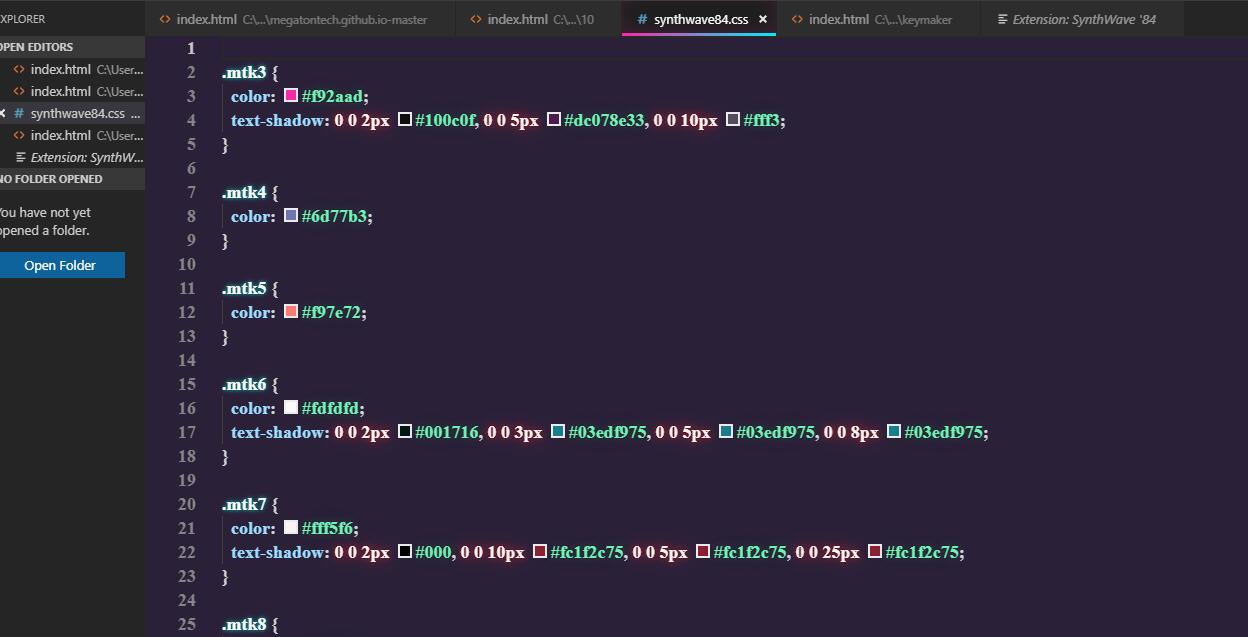 XPLORER
index.html C:\...\megatontech.github.io-master
index.html C:\...\10
# synthwave84.css ×
index.html C:\...\keymaker
Extension: SynthWave '84
OPEN EDITORS
index.html C:\User...
index.html C:\User...
× # synthwave84.css ...
index.html C:\User...
Extension: SynthW...
NO FOLDER OPENED
You have not yet
opened a folder.
Open Folder
1
2 .mtk3 {
3 color: #f92aad;
4 text-shadow: 0 0 2px #100c0f, 0 0 5px #dc078e33, 0 0 10px #fff3;
5 }
6
7 .mtk4 {
8 color: #6d77b3;
9 }
10
11 .mtk5 {
12 color: #f97e72;
13 }
14
15 .mtk6 {
16 color: #fdfdfd;
17 text-shadow: 0 0 2px #001716, 0 0 3px #03edf975, 0 0 5px #03edf975, 0 0 8px #03edf975;
18 }
19
20 .mtk7 {
21 color: #fff5f6;
22 text-shadow: 0 0 2px #000, 0 0 10px #fc1f2c75, 0 0 5px #fc1f2c75, 0 0 25px #fc1f2c75;
23 }
24
25 .mtk8 {